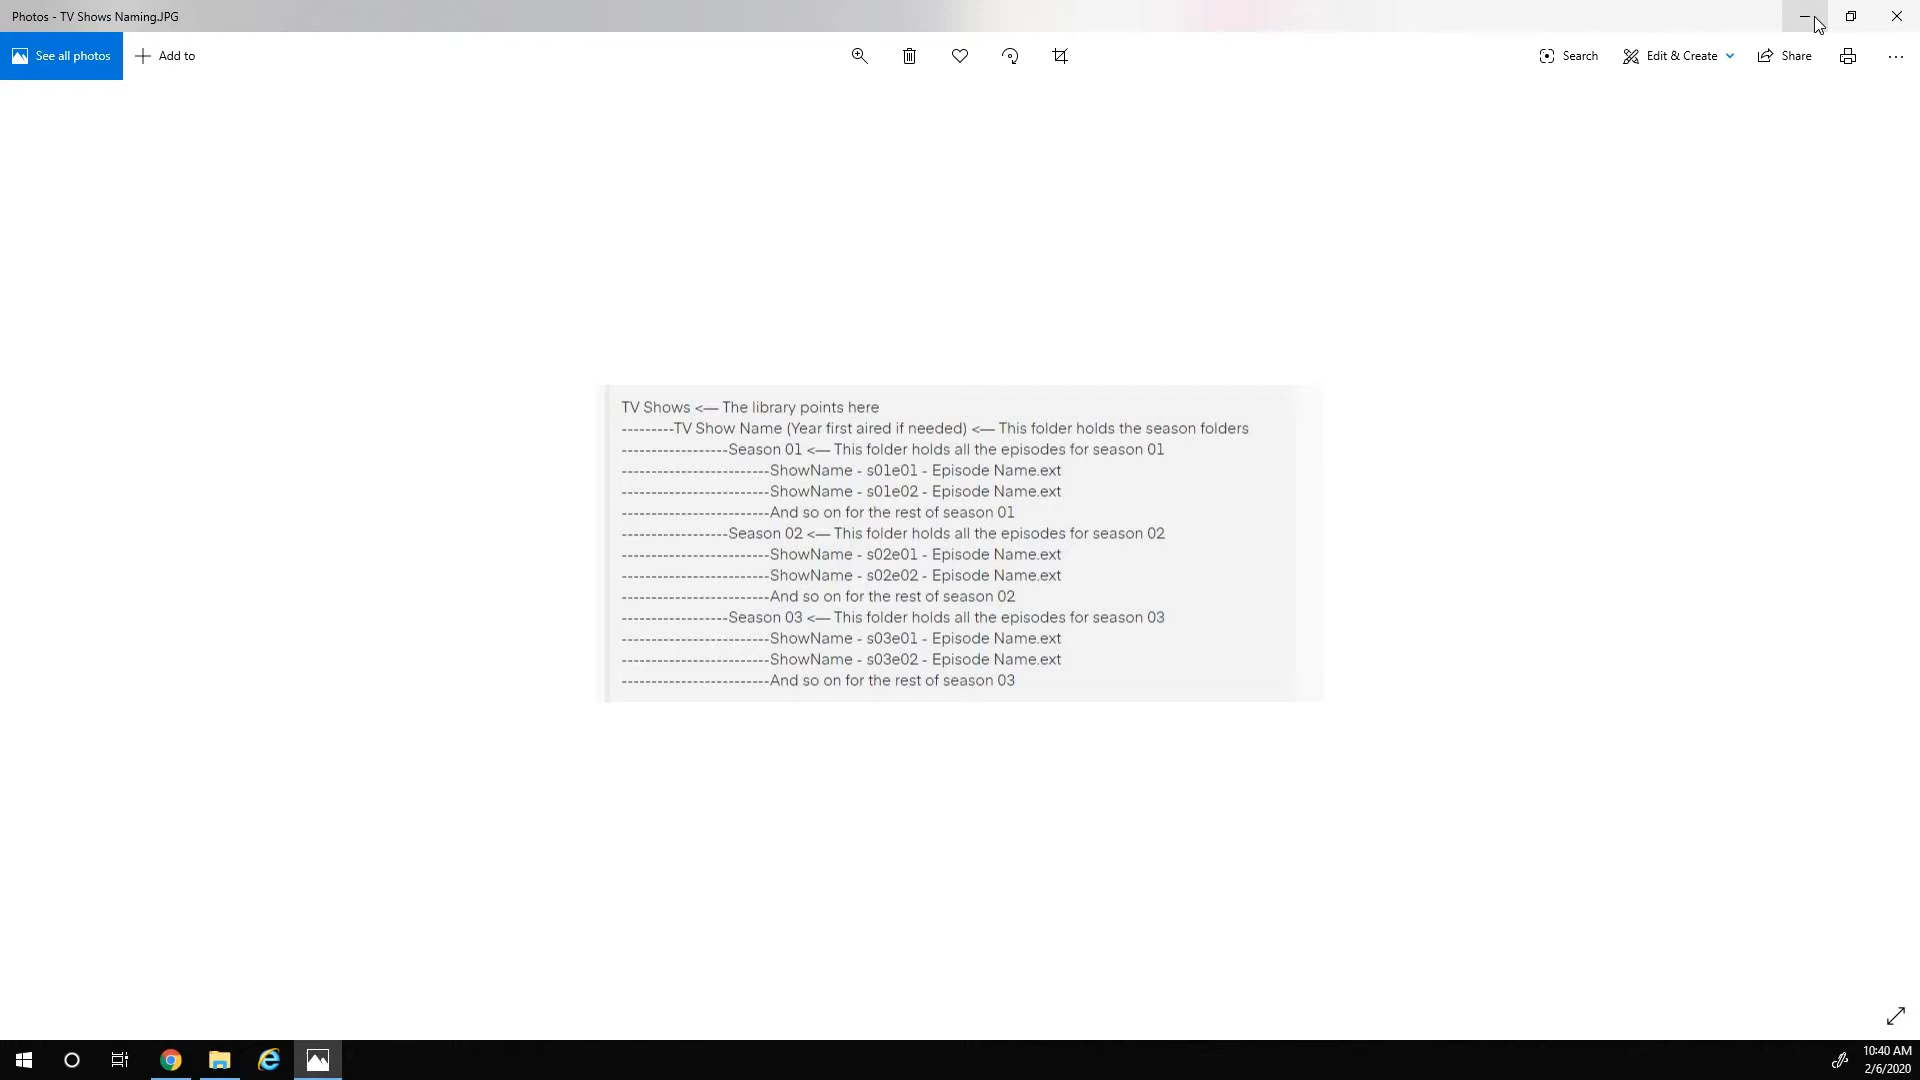 Photos - TV Shows Naming.JPG
See all photos
Add to
Search
Edit & Create
Share
TV Shows <— The library points here
---------TV Show Name (Year first aired if needed) <— This folder holds the season folders
------------------Season 01 <— This folder holds all the episodes for season 01
-------------------------ShowName - s01e01 - Episode Name.ext
-------------------------ShowName - s01e02 - Episode Name.ext
-------------------------And so on for the rest of season 01
------------------Season 02 <— This folder holds all the episodes for season 02
-------------------------ShowName - s02e01 - Episode Name.ext
-------------------------ShowName - s02e02 - Episode Name.ext
-------------------------And so on for the rest of season 02
------------------Season 03 <— This folder holds all the episodes for season 03
-------------------------ShowName - s03e01 - Episode Name.ext
-------------------------ShowName - s03e02 - Episode Name.ext
-------------------------And so on for the rest of season 03
10:40 AM
2/6/2020